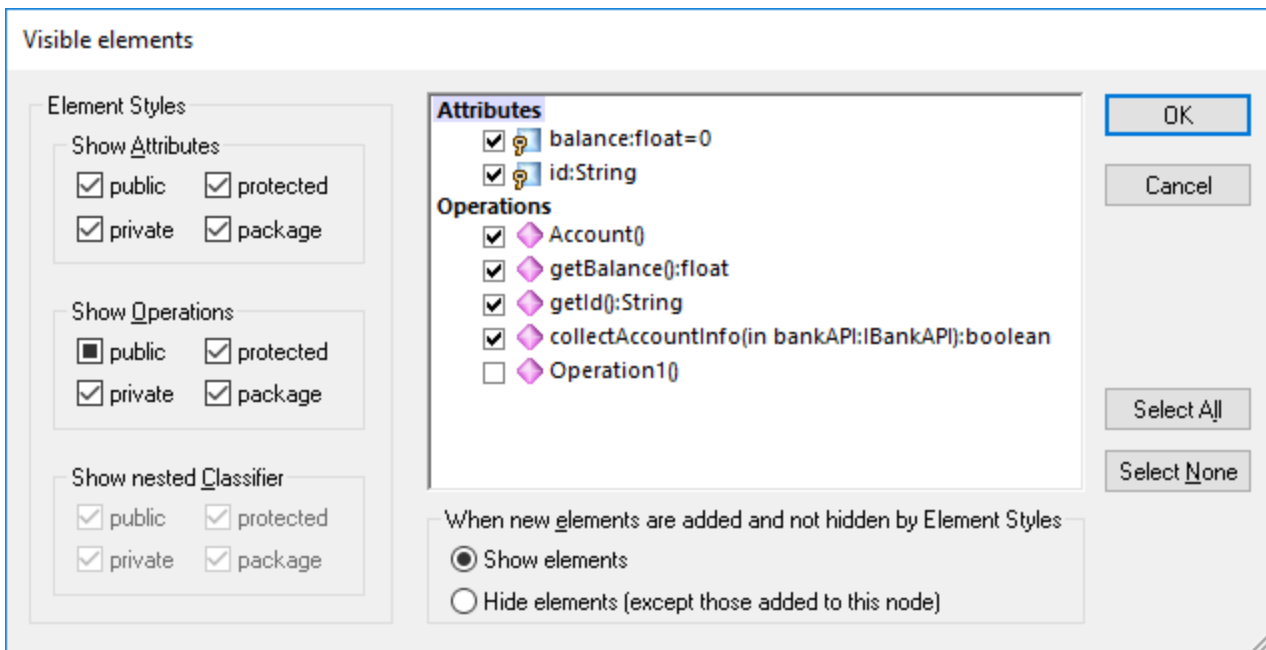 Visible elements
Element Styles
Show Attributes
public
protected
private
package
Show Operations
public
protected
private
package
Show nested Classifier
public
protected
private
package
Attributes
balance:float=0
id:String
Operations
Account()
getBalance():float
getId():String
collectAccountInfo(in bankAPI:IBankAPI):boolean
Operation1()
When new elements are added and not hidden by Element Styles
Show elements
Hide elements (except those added to this node)
OK
Cancel
Select All
Select None